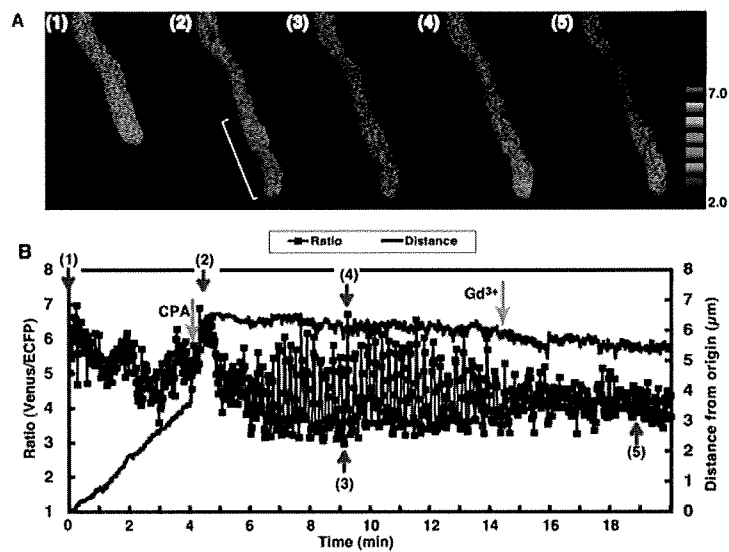 A
(1) (2) (3) (4) (5)
7.0
2.0
B
Ratio Distance
(1) (2) (4)
CPA
Gd³⁺
(3)
(5)
8
7
6
5
4
3
2
1
Ratio (Venus/ECFP)
8
7
6
5
4
3
2
1
0
Distance from origin (µm)
0 2 4 6 8 10 12 14 16 18
Time (min)